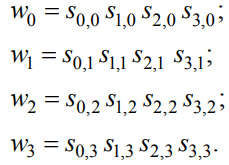 w₀ = s₀,₀ s₁,₀ s₂,₀ s₃,₀;
w₁ = s₀,₁ s₁,₁ s₂,₁ s₃,₁;
w₂ = s₀,₂ s₁,₂ s₂,₂ s₃,₂;
w₃ = s₀,₃ s₁,₃ s₂,₃ s₃,₃.